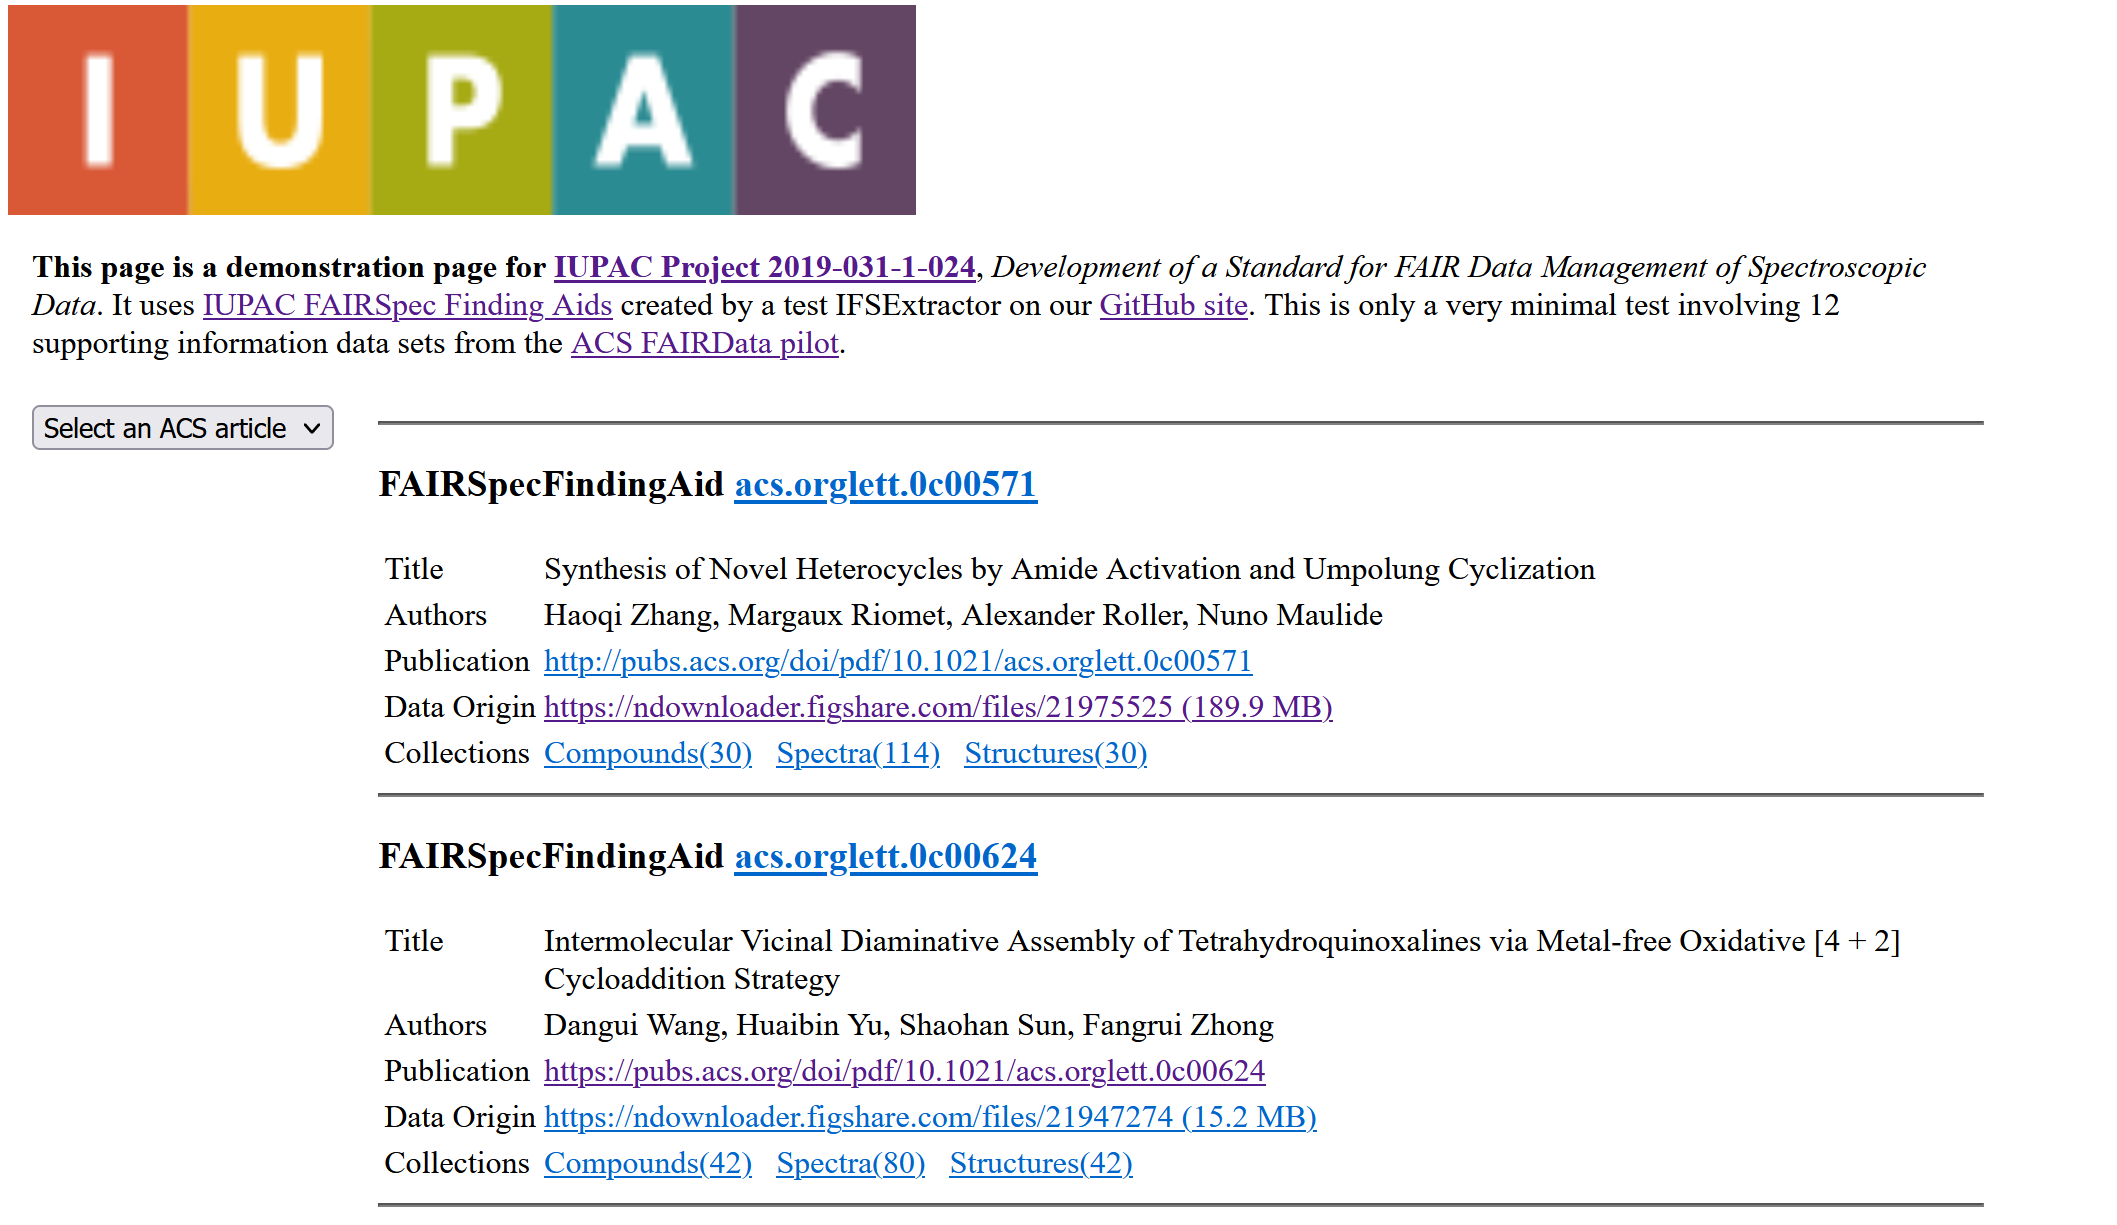 IUPAC
This page is a demonstration page for IUPAC Project 2019-031-1-024, Development of a Standard for FAIR Data Management of Spectroscopic
Data. It uses IUPAC FAIRSpec Finding Aids created by a test IFSExtractor on our GitHub site. This is only a very minimal test involving 12
supporting information data sets from the ACS FAIRData pilot.
Select an ACS article
FAIRSpecFindingAid acs.orglett.0c00571
Title Synthesis of Novel Heterocycles by Amide Activation and Umpolung Cyclization
Authors Haoqi Zhang, Margaux Riomet, Alexander Roller, Nuno Maulide
Publication http://pubs.acs.org/doi/pdf/10.1021/acs.orglett.0c00571
Data Origin https://ndownloader.figshare.com/files/21975525 (189.9 MB)
Collections Compounds(30) Spectra(114) Structures(30)
FAIRSpecFindingAid acs.orglett.0c00624
Title Intermolecular Vicinal Diaminative Assembly of Tetrahydroquinoxalines via Metal-free Oxidative [4 + 2]
Cycloaddition Strategy
Authors Dangui Wang, Huaibin Yu, Shaohan Sun, Fangrui Zhong
Publication https://pubs.acs.org/doi/pdf/10.1021/acs.orglett.0c00624
Data Origin https://ndownloader.figshare.com/files/21947274 (15.2 MB)
Collections Compounds(42) Spectra(80) Structures(42)